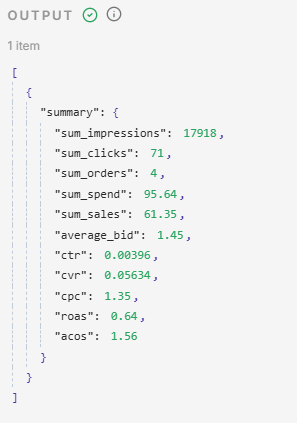 OUTPUT
1 item
[
{
"summary": {
"sum_impressions": 17918,
"sum_clicks": 71,
"sum_orders": 4,
"sum_spend": 95.64,
"sum_sales": 61.35,
"average_bid": 1.45,
"ctr": 0.00396,
"cvr": 0.05634,
"cpc": 1.35,
"roas": 0.64,
"acos": 1.56
}
}
]